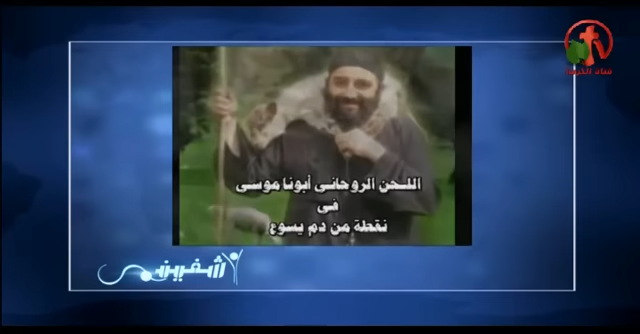 اللحن الروحانى أبونا موسى
فى
نقطة من دم يسوع